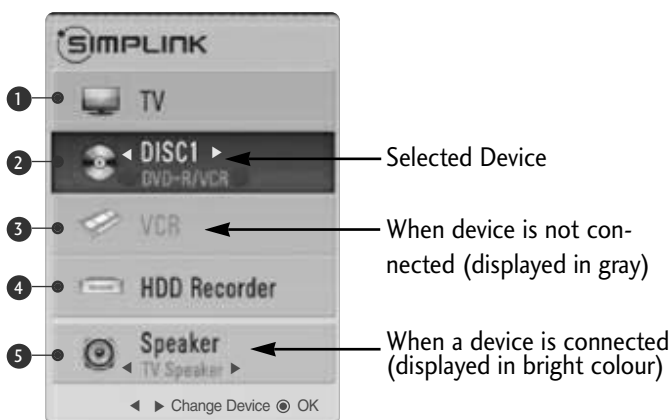 SIMPLINK
1 TV
2 ◀ DISC1 ▶ Selected Device
DVD-R/VCR
3 VCR When device is not con-
nected (displayed in gray)
4 HDD Recorder
5 Speaker When a device is connected
◀ TV Speaker ▶ (displayed in bright colour)
◀ ▶ Change Device ◉ OK